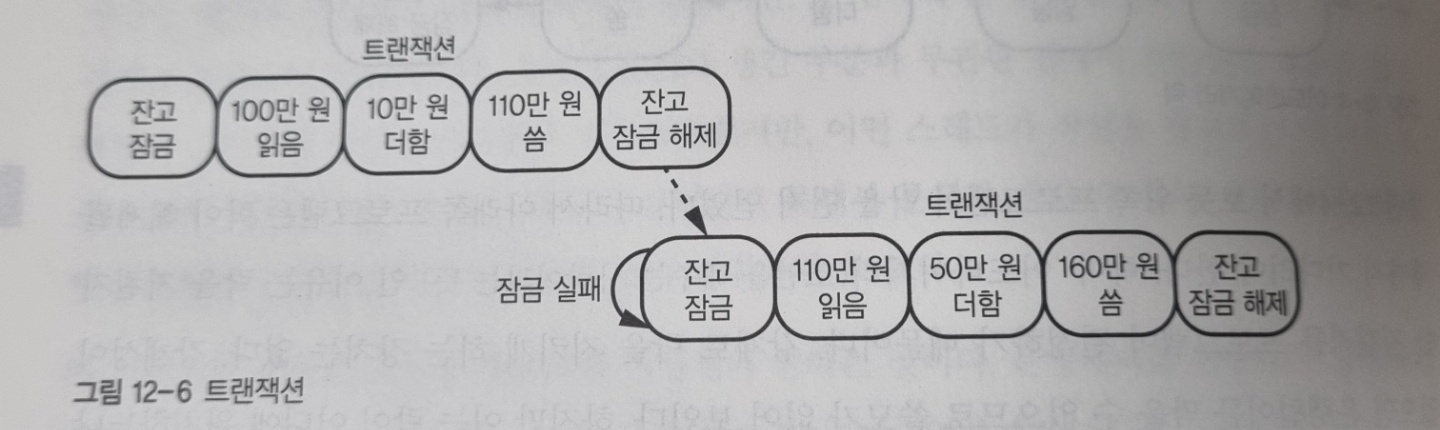 트랜잭션
잔고
잠금
100만 원
읽음
10만 원
더함
110만 원
씀
잔고
잠금 해제
트랜잭션
잠금 실패
잔고
잠금
110만 원
읽음
50만 원
더함
160만 원
씀
잔고
잠금 해제
그림 12-6 트랜잭션